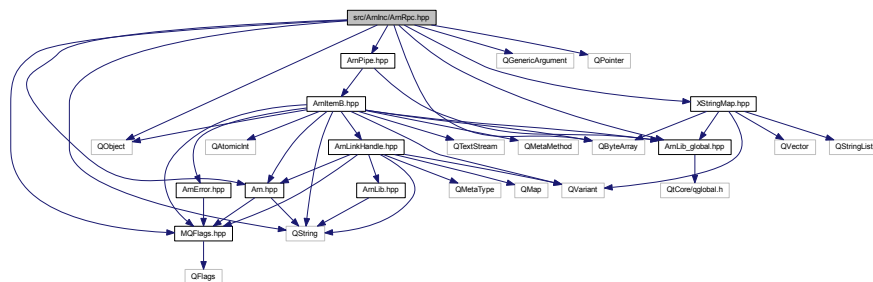 src/ArnInc/ArnRpc.hpp
ArnPipe.hpp
QGenericArgument
QPointer
ArnItemB.hpp
XStringMap.hpp
QObject
QAtomicInt
ArnLinkHandle.hpp
QTextStream
QMetaMethod
QByteArray
ArnLib_global.hpp
QVector
QStringList
ArnError.hpp
Arn.hpp
ArnLib.hpp
QMetaType
QMap
QVariant
QtCore/qglobal.h
MQFlags.hpp
QString
QFlags